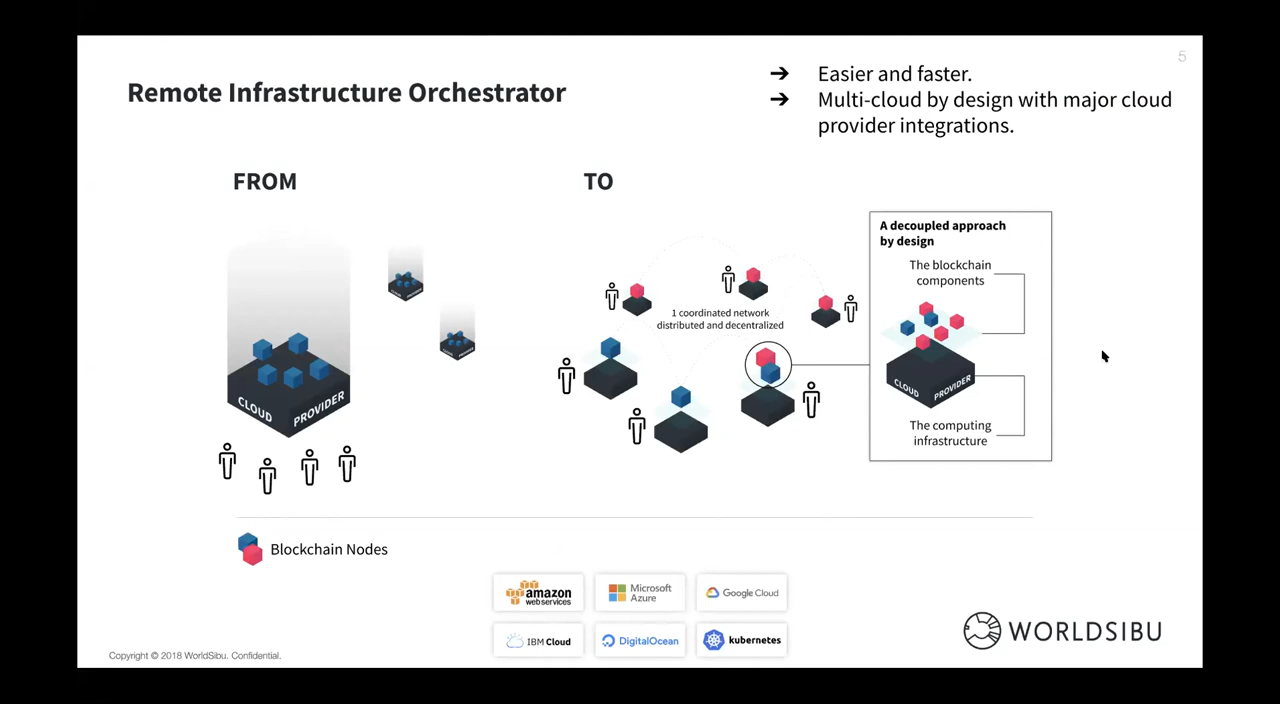 5
Remote Infrastructure Orchestrator
➔ Easier and faster.
➔ Multi-cloud by design with major cloud
provider integrations.
FROM
TO
CLOUD PROVIDER
1 coordinated network
distributed and decentralized
A decoupled approach
by design
The blockchain
components
CLOUD PROVIDER
The computing
infrastructure
Blockchain Nodes
amazon
webservices
Microsoft
Azure
Google Cloud
IBM Cloud
DigitalOcean
kubernetes
WORLDSIBU
Copyright © 2018 WorldSibu. Confidential.